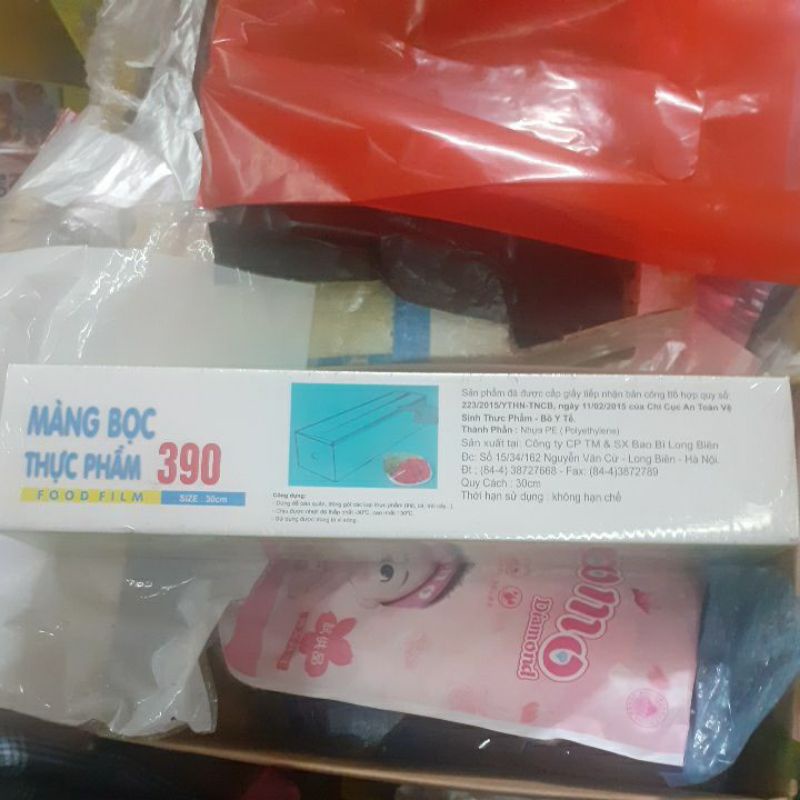 MÀNG BỌC
THỰC PHẨM 390
FOOD FILM SIZE: 30cm
Công dụng:
Sản phẩm đã được cấp giấy tiếp nhận bản công bố hợp quy số:
223/2015/YTHN-TNCB, ngày 11/02/2015 của Chi Cục An Toàn Vệ
Sinh Thực Phẩm - Bộ Y Tế.
Thành Phần : Nhựa PE ( Polyethylene)
Sản xuất tại: Công ty CP TM & SX Bao Bì Long Biên
Đc: Số 15/34/162 Nguyễn Văn Cừ - Long Biên - Hà Nội.
Đt : (84-4) 38727668 - Fax: (84-4)3872789
Quy Cách : 30cm
Thời hạn sử dụng : không hạn chế
Diamond